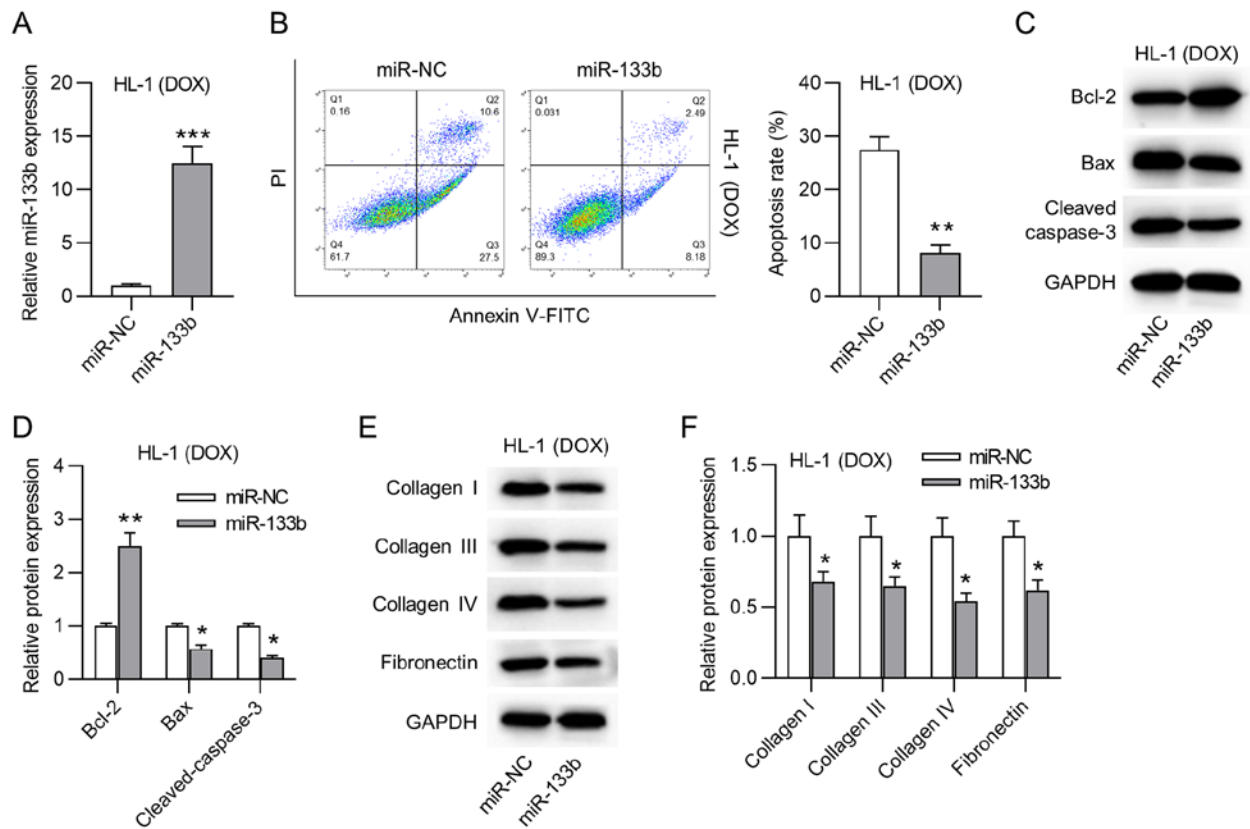 A
HL-1 (DOX)
Relative miR-133b expression
20
15
10
5
0
***
miR-NC
miR-133b
B
miR-NC
miR-133b
Q1
0.16
Q2
10.6
Q4
61.7
Q3
27.5
Q1
0.031
Q2
2.49
Q4
89.3
Q3
8.18
PI
Annexin V-FITC
HL-1 (DOX)
HL-1 (DOX)
Apoptosis rate (%)
40
30
20
10
0
**
miR-NC
miR-133b
C
HL-1 (DOX)
Bcl-2
Bax
Cleaved
caspase-3
GAPDH
miR-NC
miR-133b
D
HL-1 (DOX)
miR-NC
miR-133b
Relative protein expression
4
3
2
1
0
**
*
*
Bcl-2
Bax
Cleaved-caspase-3
E
HL-1 (DOX)
Collagen I
Collagen III
Collagen IV
Fibronectin
GAPDH
miR-NC
miR-133b
F
HL-1 (DOX)
miR-NC
miR-133b
Relative protein expression
1.5
1.0
0.5
0.0
*
*
*
*
Collagen I
Collagen III
Collagen IV
Fibronectin